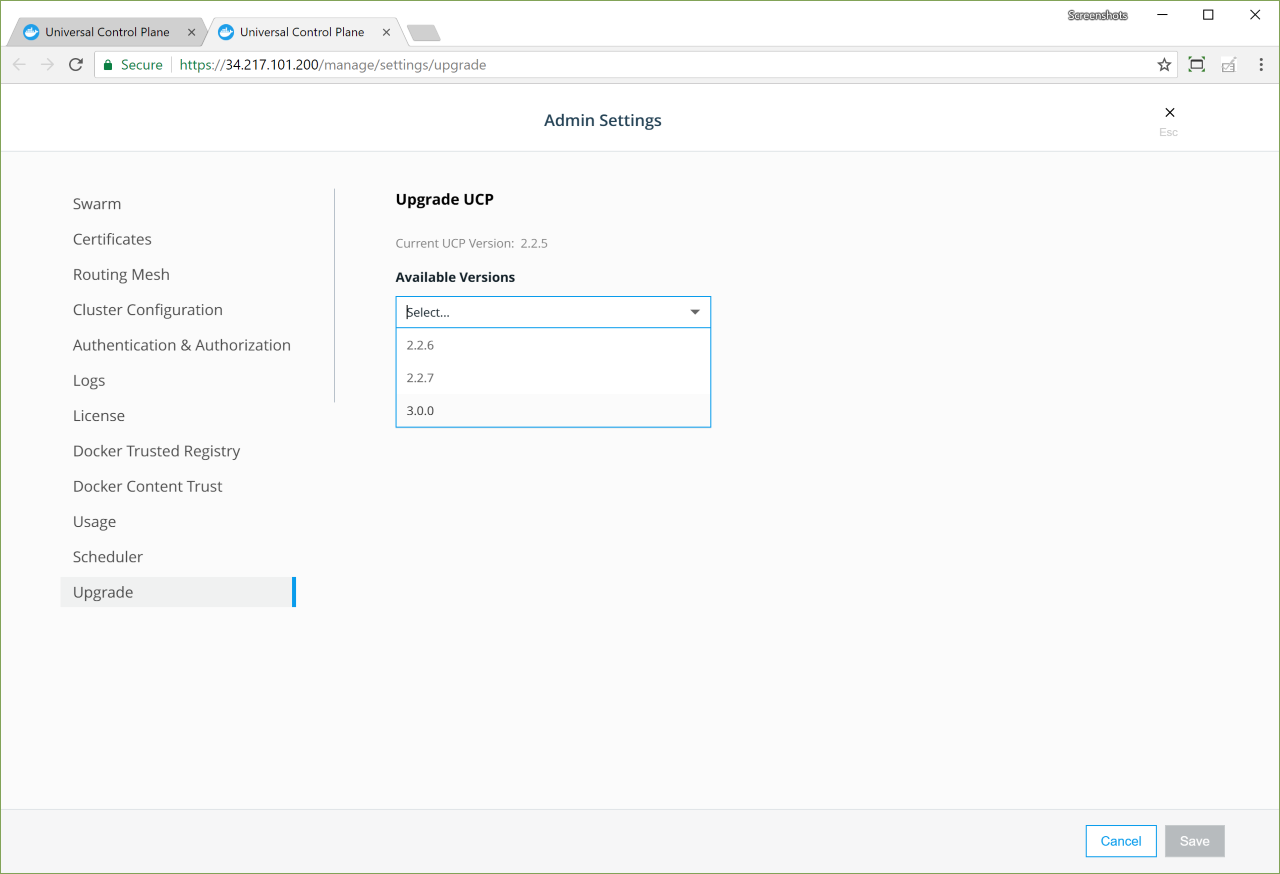 Screenshots
Universal Control Plane
Universal Control Plane
Secure https://34.217.101.200/manage/settings/upgrade
Admin Settings
Esc
Swarm
Certificates
Routing Mesh
Cluster Configuration
Authentication & Authorization
Logs
License
Docker Trusted Registry
Docker Content Trust
Usage
Scheduler
Upgrade
Upgrade UCP
Current UCP Version: 2.2.5
Available Versions
Select...
2.2.6
2.2.7
3.0.0
Cancel
Save